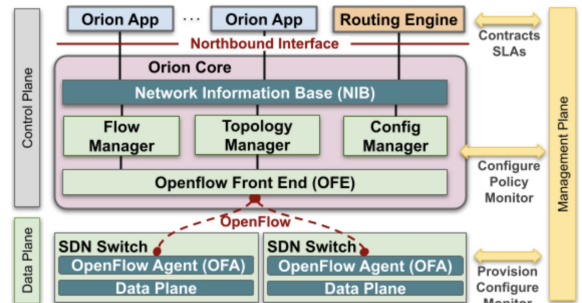 Orion App
...
Orion App
Routing Engine
Northbound Interface
Contracts
SLAs
Control Plane
Orion Core
Network Information Base (NIB)
Flow
Manager
Topology
Manager
Config
Manager
Openflow Front End (OFE)
Configure
Policy
Monitor
Management Plane
OpenFlow
Data Plane
SDN Switch
OpenFlow Agent (OFA)
Data Plane
SDN Switch
OpenFlow Agent (OFA)
Data Plane
Provision
Configure
Monitor